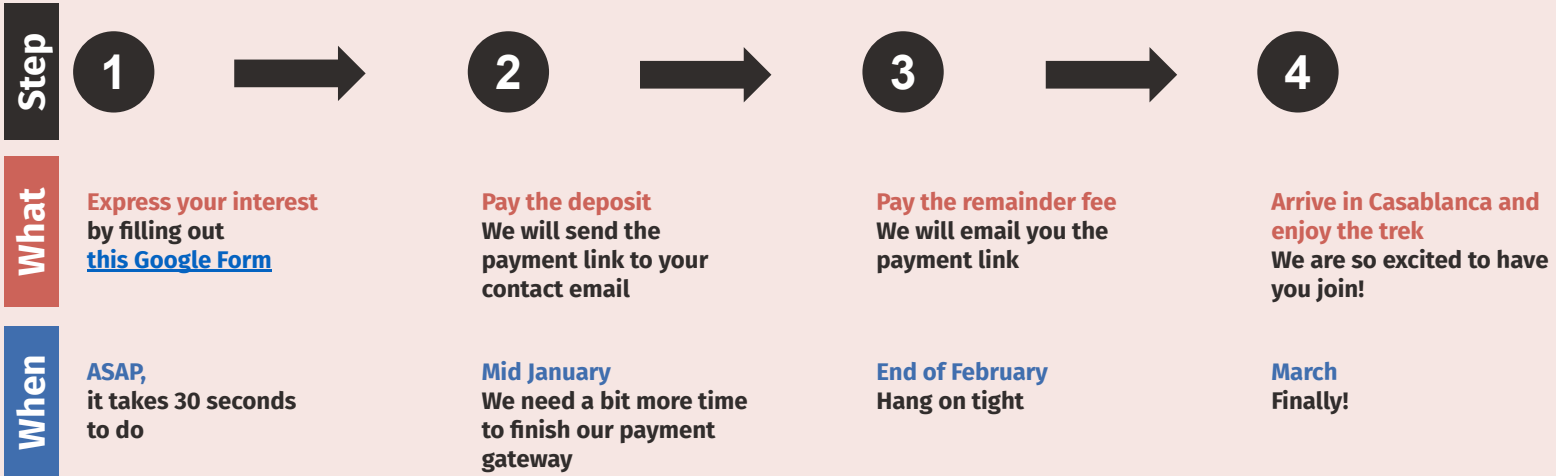 Step
1
2
3
4
What
Express your interest
by filling out
this Google Form
Pay the deposit
We will send the
payment link to your
contact email
Pay the remainder fee
We will email you the
payment link
Arrive in Casablanca and
enjoy the trek
We are so excited to have
you join!
When
ASAP,
it takes 30 seconds
to do
Mid January
We need a bit more time
to finish our payment
gateway
End of February
Hang on tight
March
Finally!